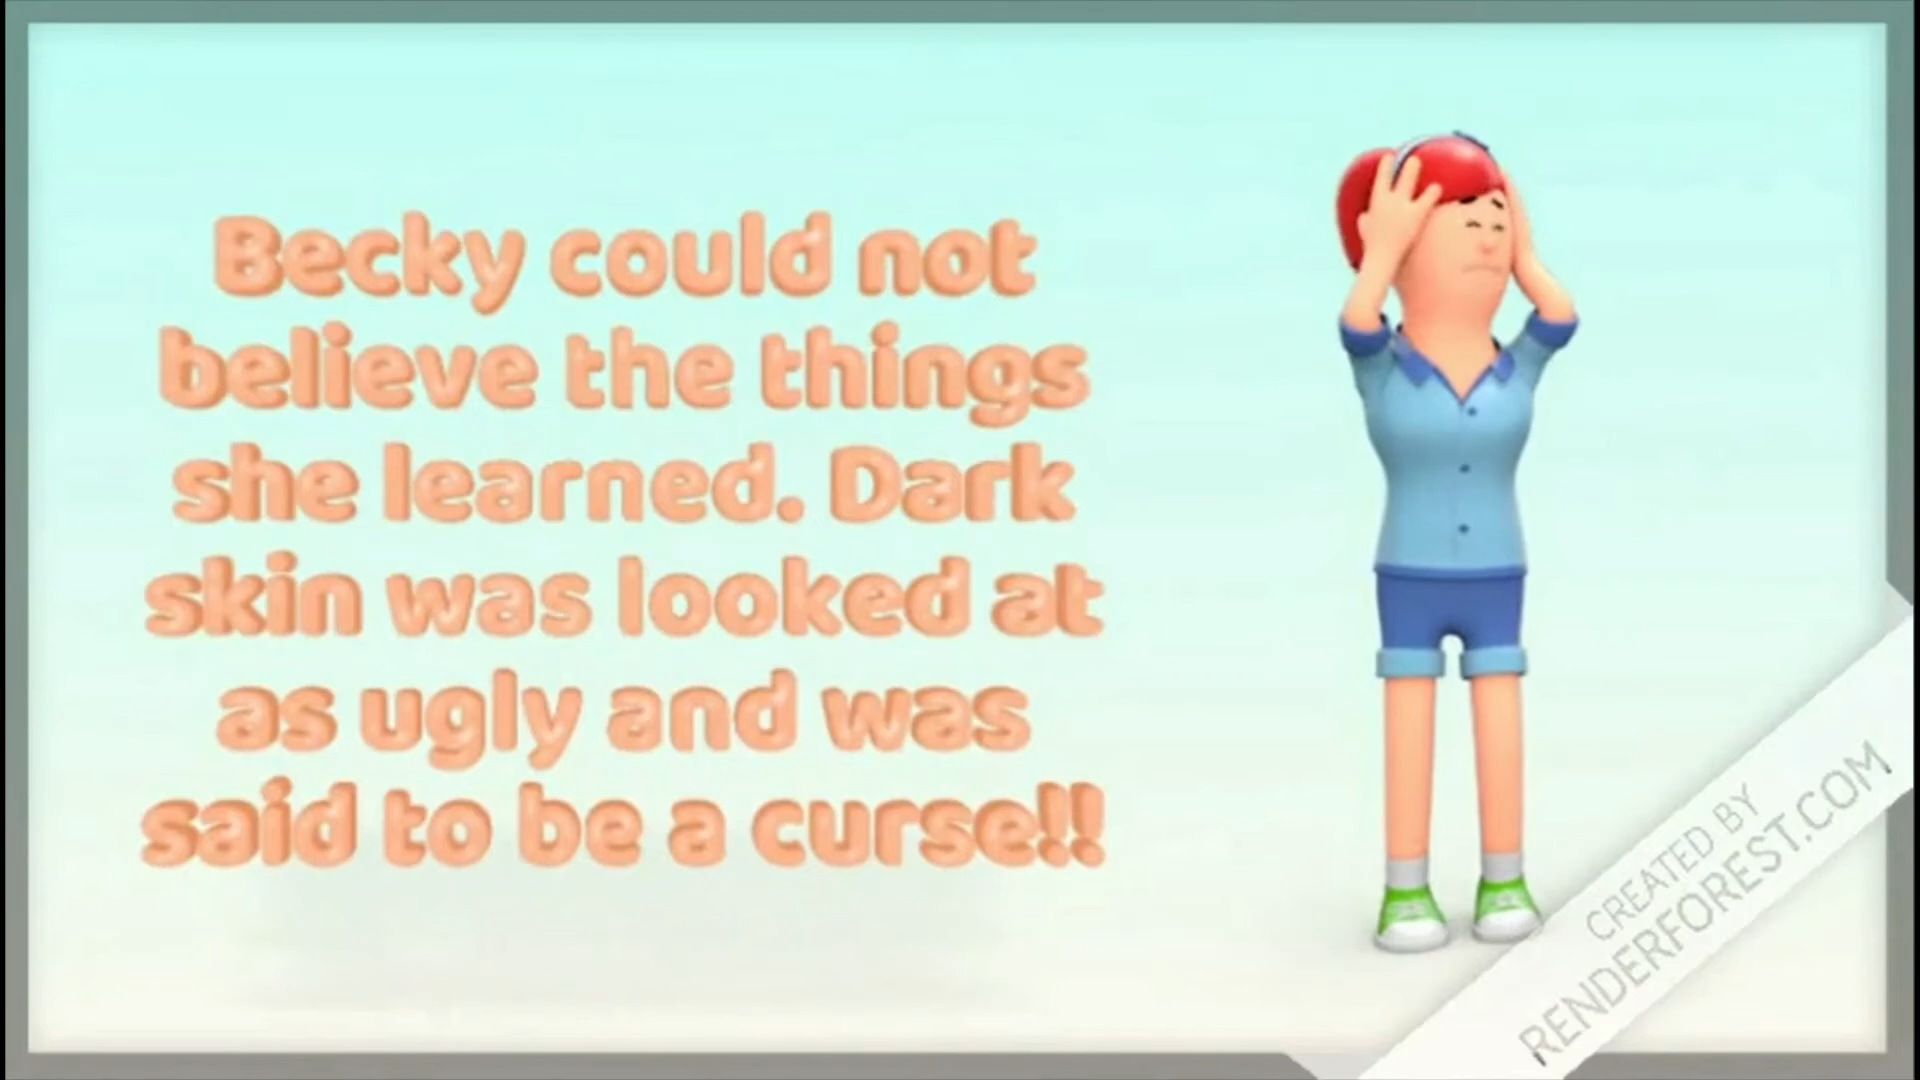 Becky could not
believe the things
she learned. Dark
skin was looked at
as ugly and was
said to be a curse!!
CREATED BY
RENDERFOREST.COM